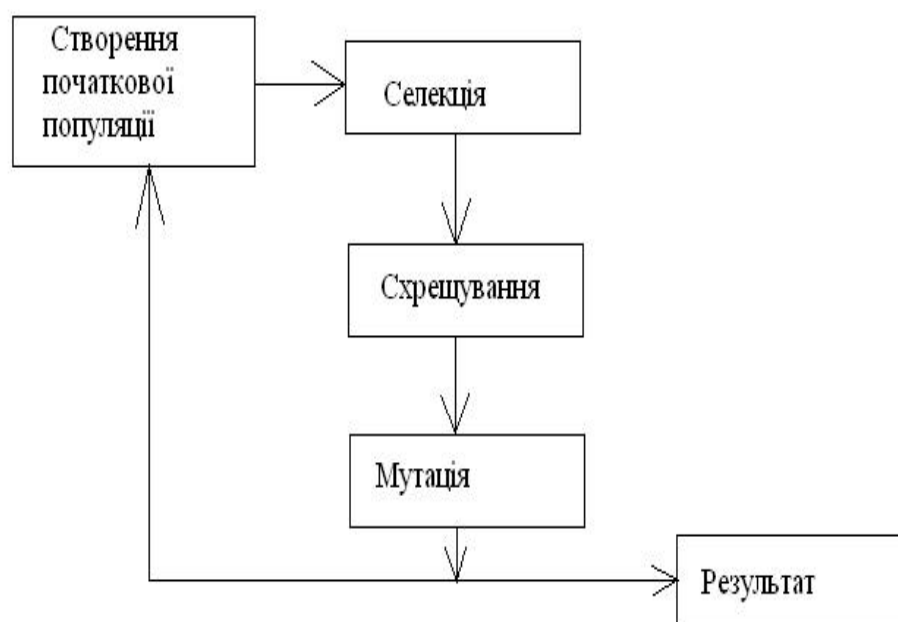 Створення
початкової
популяції
Селекція
Схрещування
Мутація
Результат